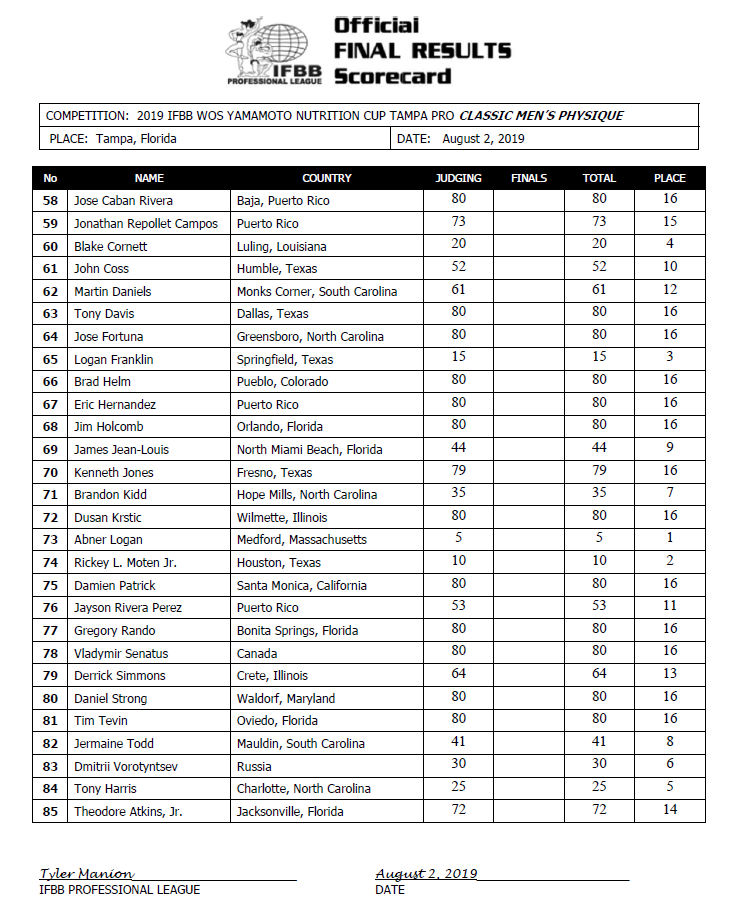 Official
FINAL RESULTS
Scorecard
IFBB
PROFESSIONAL LEAGUE
COMPETITION: 2019 IFBB WOS YAMAMOTO NUTRITION CUP TAMPA PRO CLASSIC MEN'S PHYSIQUE
PLACE: Tampa, Florida DATE: August 2, 2019
No NAME COUNTRY JUDGING FINALS TOTAL PLACE
58 Jose Caban Rivera Baja, Puerto Rico 80 80 16
59 Jonathan Repollet Campos Puerto Rico 73 73 15
60 Blake Cornett Luling, Louisiana 20 20 4
61 John Coss Humble, Texas 52 52 10
62 Martin Daniels Monks Corner, South Carolina 61 61 12
63 Tony Davis Dallas, Texas 80 80 16
64 Jose Fortuna Greensboro, North Carolina 80 80 16
65 Logan Franklin Springfield, Texas 15 15 3
66 Brad Helm Pueblo, Colorado 80 80 16
67 Eric Hernandez Puerto Rico 80 80 16
68 Jim Holcomb Orlando, Florida 80 80 16
69 James Jean-Louis North Miami Beach, Florida 44 44 9
70 Kenneth Jones Fresno, Texas 79 79 16
71 Brandon Kidd Hope Mills, North Carolina 35 35 7
72 Dusan Krstic Wilmette, Illinois 80 80 16
73 Abner Logan Medford, Massachusetts 5 5 1
74 Rickey L. Moten Jr. Houston, Texas 10 10 2
75 Damien Patrick Santa Monica, California 80 80 16
76 Jayson Rivera Perez Puerto Rico 53 53 11
77 Gregory Rando Bonita Springs, Florida 80 80 16
78 Vladymir Senatus Canada 80 80 16
79 Derrick Simmons Crete, Illinois 64 64 13
80 Daniel Strong Waldorf, Maryland 80 80 16
81 Tim Tevin Oviedo, Florida 80 80 16
82 Jermaine Todd Mauldin, South Carolina 41 41 8
83 Dmitrii Vorotyntsev Russia 30 30 6
84 Tony Harris Charlotte, North Carolina 25 25 5
85 Theodore Atkins, Jr. Jacksonville, Florida 72 72 14
Tyler Manion August 2, 2019
IFBB PROFESSIONAL LEAGUE DATE